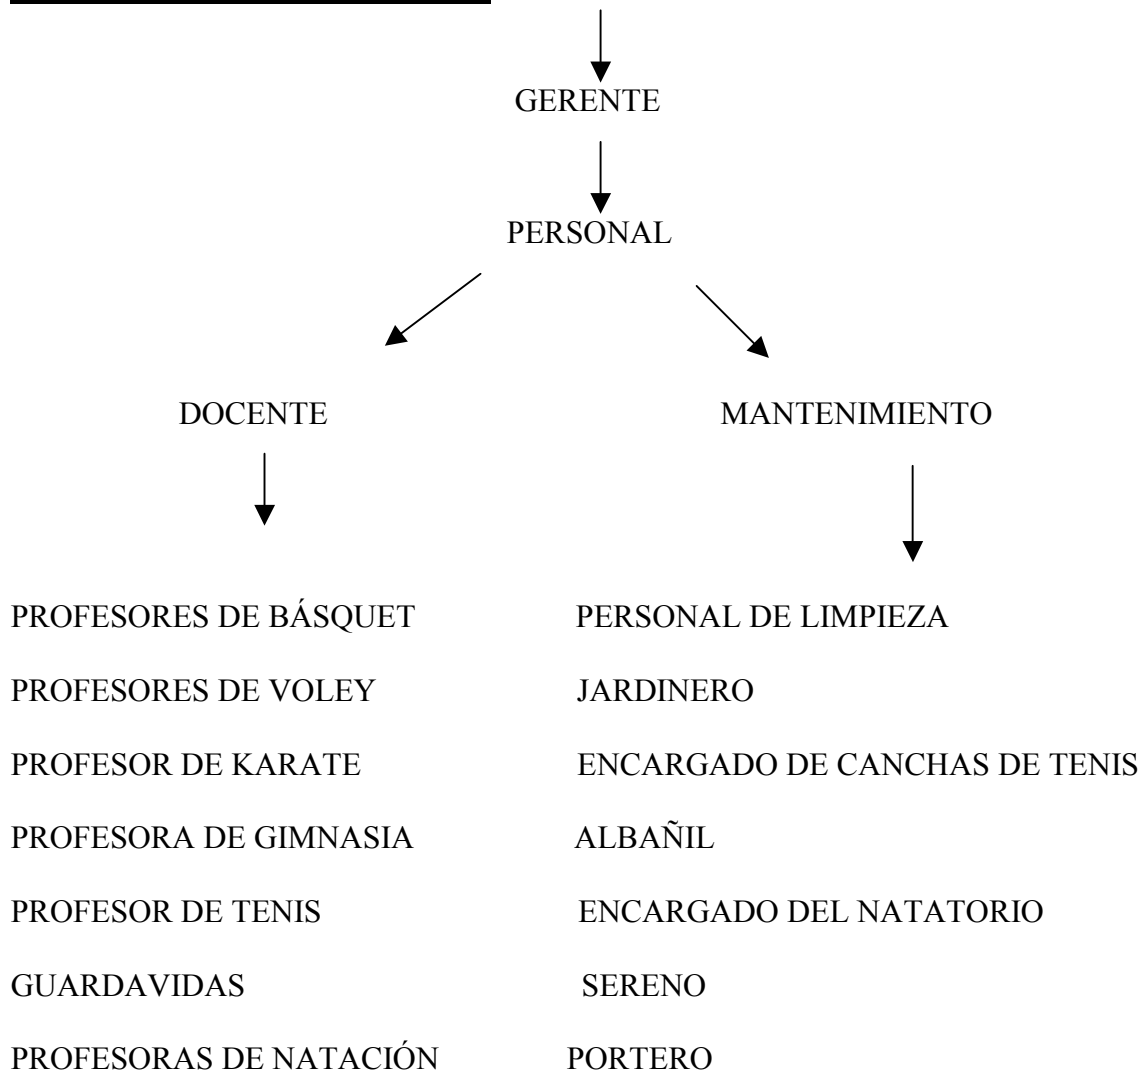 GERENTE
PERSONAL
DOCENTE MANTENIMIENTO
PROFESORES DE BÁSQUET PERSONAL DE LIMPIEZA
PROFESORES DE VOLEY JARDINERO
PROFESOR DE KARATE ENCARGADO DE CANCHAS DE TENIS
PROFESORA DE GIMNASIA ALBAÑIL
PROFESOR DE TENIS ENCARGADO DEL NATATORIO
GUARDAVIDAS SERENO
PROFESORAS DE NATACIÓN PORTERO